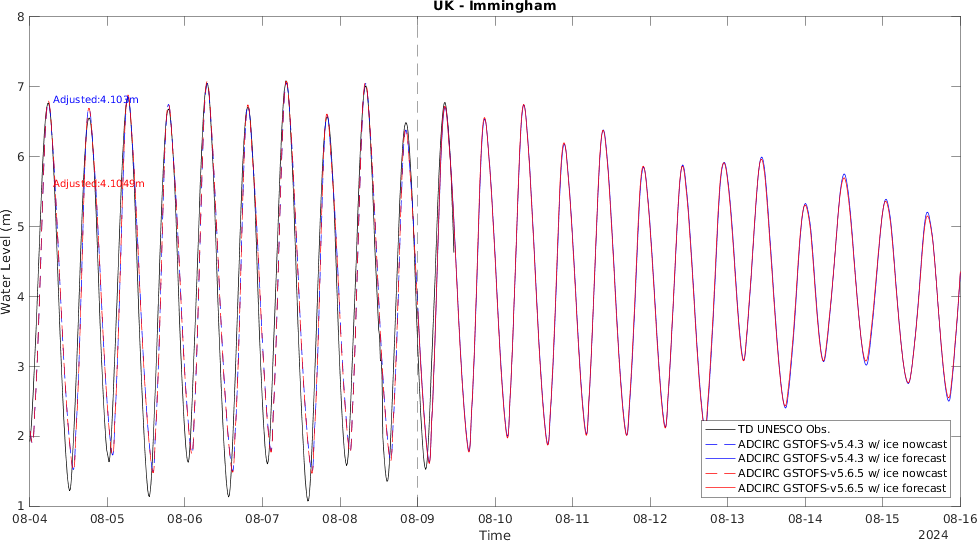 UK - Immingham
8
7
6
5
4
3
2
1
Water Level (m)
Adjusted:4.103m
Adjusted:4.1049m
TD UNESCO Obs.
ADCIRC GSTOFS-v5.4.3 w/ ice nowcast
ADCIRC GSTOFS-v5.4.3 w/ ice forecast
ADCIRC GSTOFS-v5.6.5 w/ ice nowcast
ADCIRC GSTOFS-v5.6.5 w/ ice forecast
08-04 08-05 08-06 08-07 08-08 08-09 08-10 08-11 08-12 08-13 08-14 08-15 08-16
Time
2024